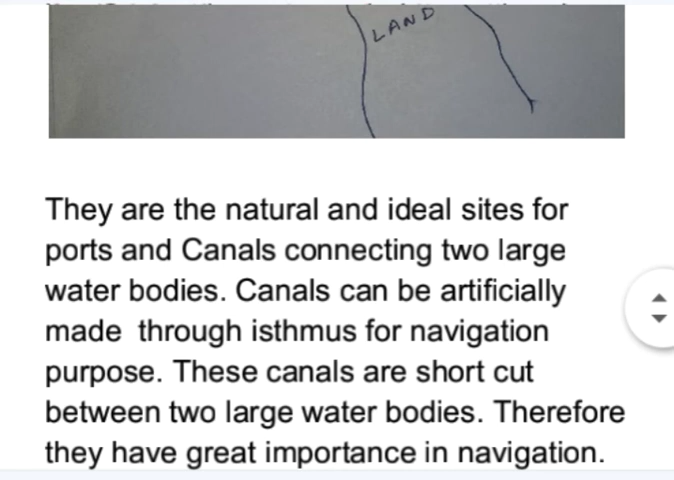 LAND
They are the natural and ideal sites for
ports and Canals connecting two large
water bodies. Canals can be artificially
made through isthmus for navigation
purpose. These canals are short cut
between two large water bodies. Therefore
they have great importance in navigation.